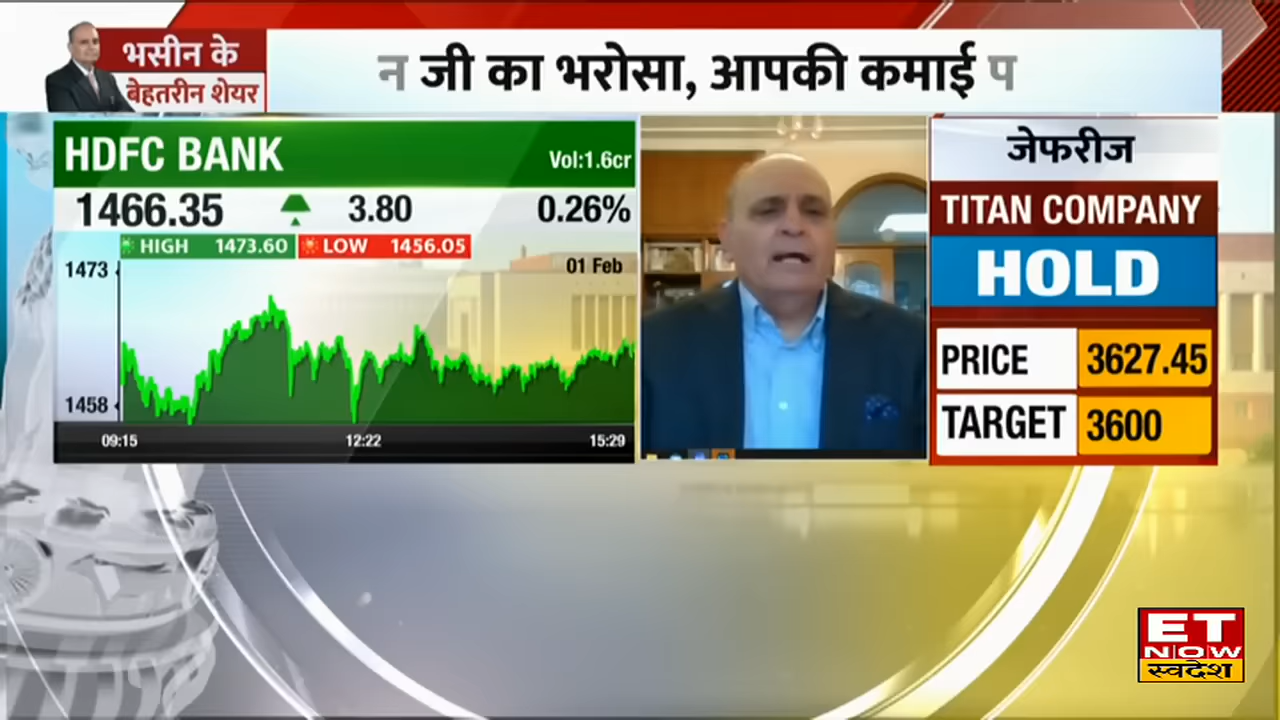 भसीन के
बेहतरीन शेयर
न जी का भरोसा, आपकी कमाई प
HDFC BANK
Vol:1.6cr
1466.35 3.80 0.26%
HIGH 1473.60 LOW 1456.05
01 Feb
1473
1458
09:15 12:22 15:29
जेफरीज
TITAN COMPANY
HOLD
PRICE 3627.45
TARGET 3600
ET
NOW
स्वदेश